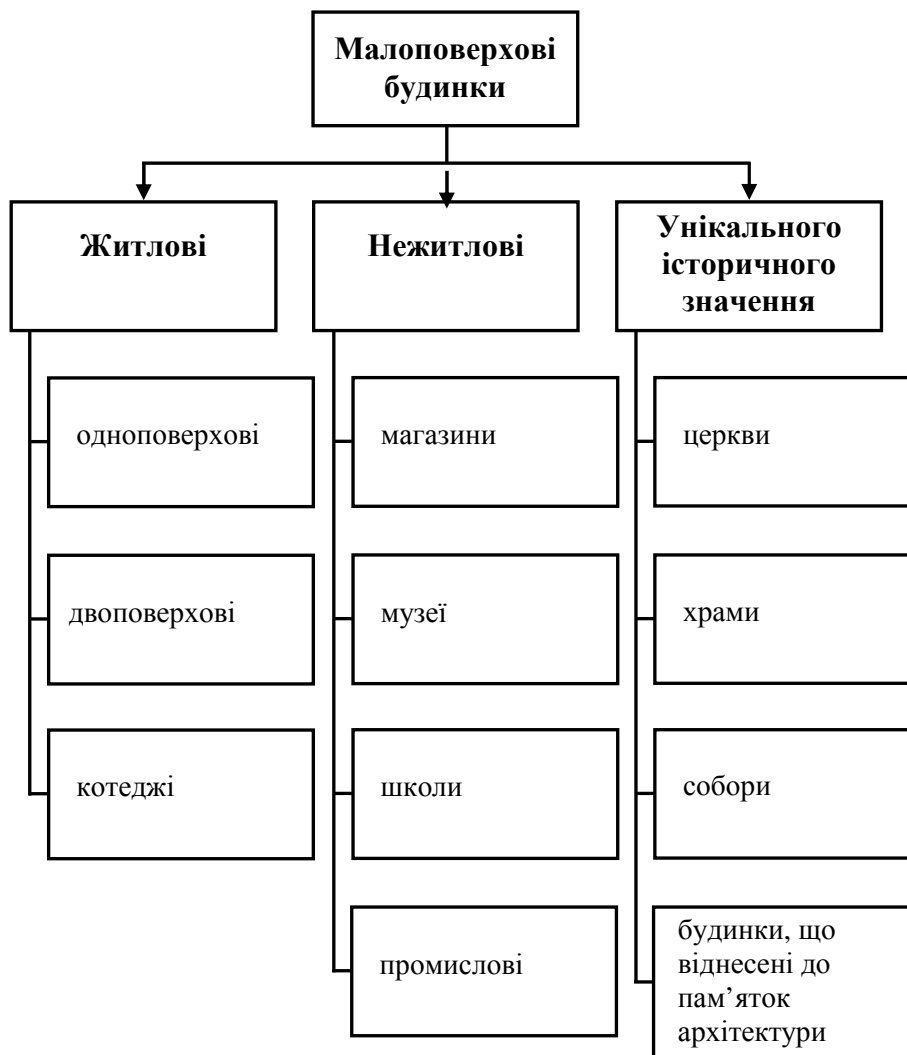 Малоповерхові
будинки
Житлові
Нежитлові
Унікального
історичного
значення
одноповерхові
магазини
церкви
двоповерхові
музеї
храми
котеджі
школи
собори
промислові
будинки, що
віднесені до
пам’яток
архітектури